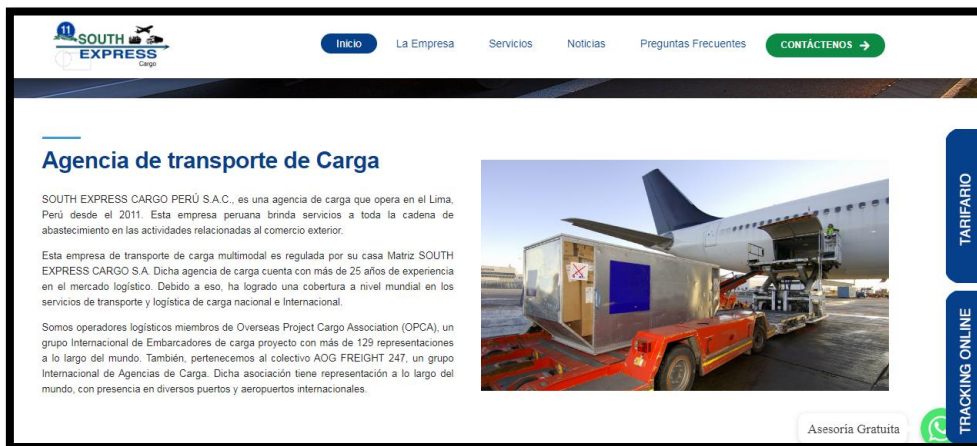 11
SOUTH
EXPRESS
Cargo
Inicio
La Empresa
Servicios
Noticias
Preguntas Frecuentes
CONTÁCTENOS →
Agencia de transporte de Carga
SOUTH EXPRESS CARGO PERÚ S.A.C., es una agencia de carga que opera en el Lima,
Perú desde el 2011. Esta empresa peruana brinda servicios a toda la cadena de
abastecimiento en las actividades relacionadas al comercio exterior.
Esta empresa de transporte de carga multimodal es regulada por su casa Matriz SOUTH
EXPRESS CARGO S.A. Dicha agencia de carga cuenta con más de 25 años de experiencia
en el mercado logístico. Debido a eso, ha logrado una cobertura a nivel mundial en los
servicios de transporte y logística de carga nacional e Internacional.
Somos operadores logísticos miembros de Overseas Project Cargo Association (OPCA), un
grupo Internacional de Embarcadores de carga proyecto con más de 129 representaciones
a lo largo del mundo. También, pertenecemos al colectivo AOG FREIGHT 247, un grupo
Internacional de Agencias de Carga. Dicha asociación tiene representación a lo largo del
mundo, con presencia en diversos puertos y aeropuertos internacionales.
TARIFARIO
TRACKING ONLINE
Asesoría Gratuita